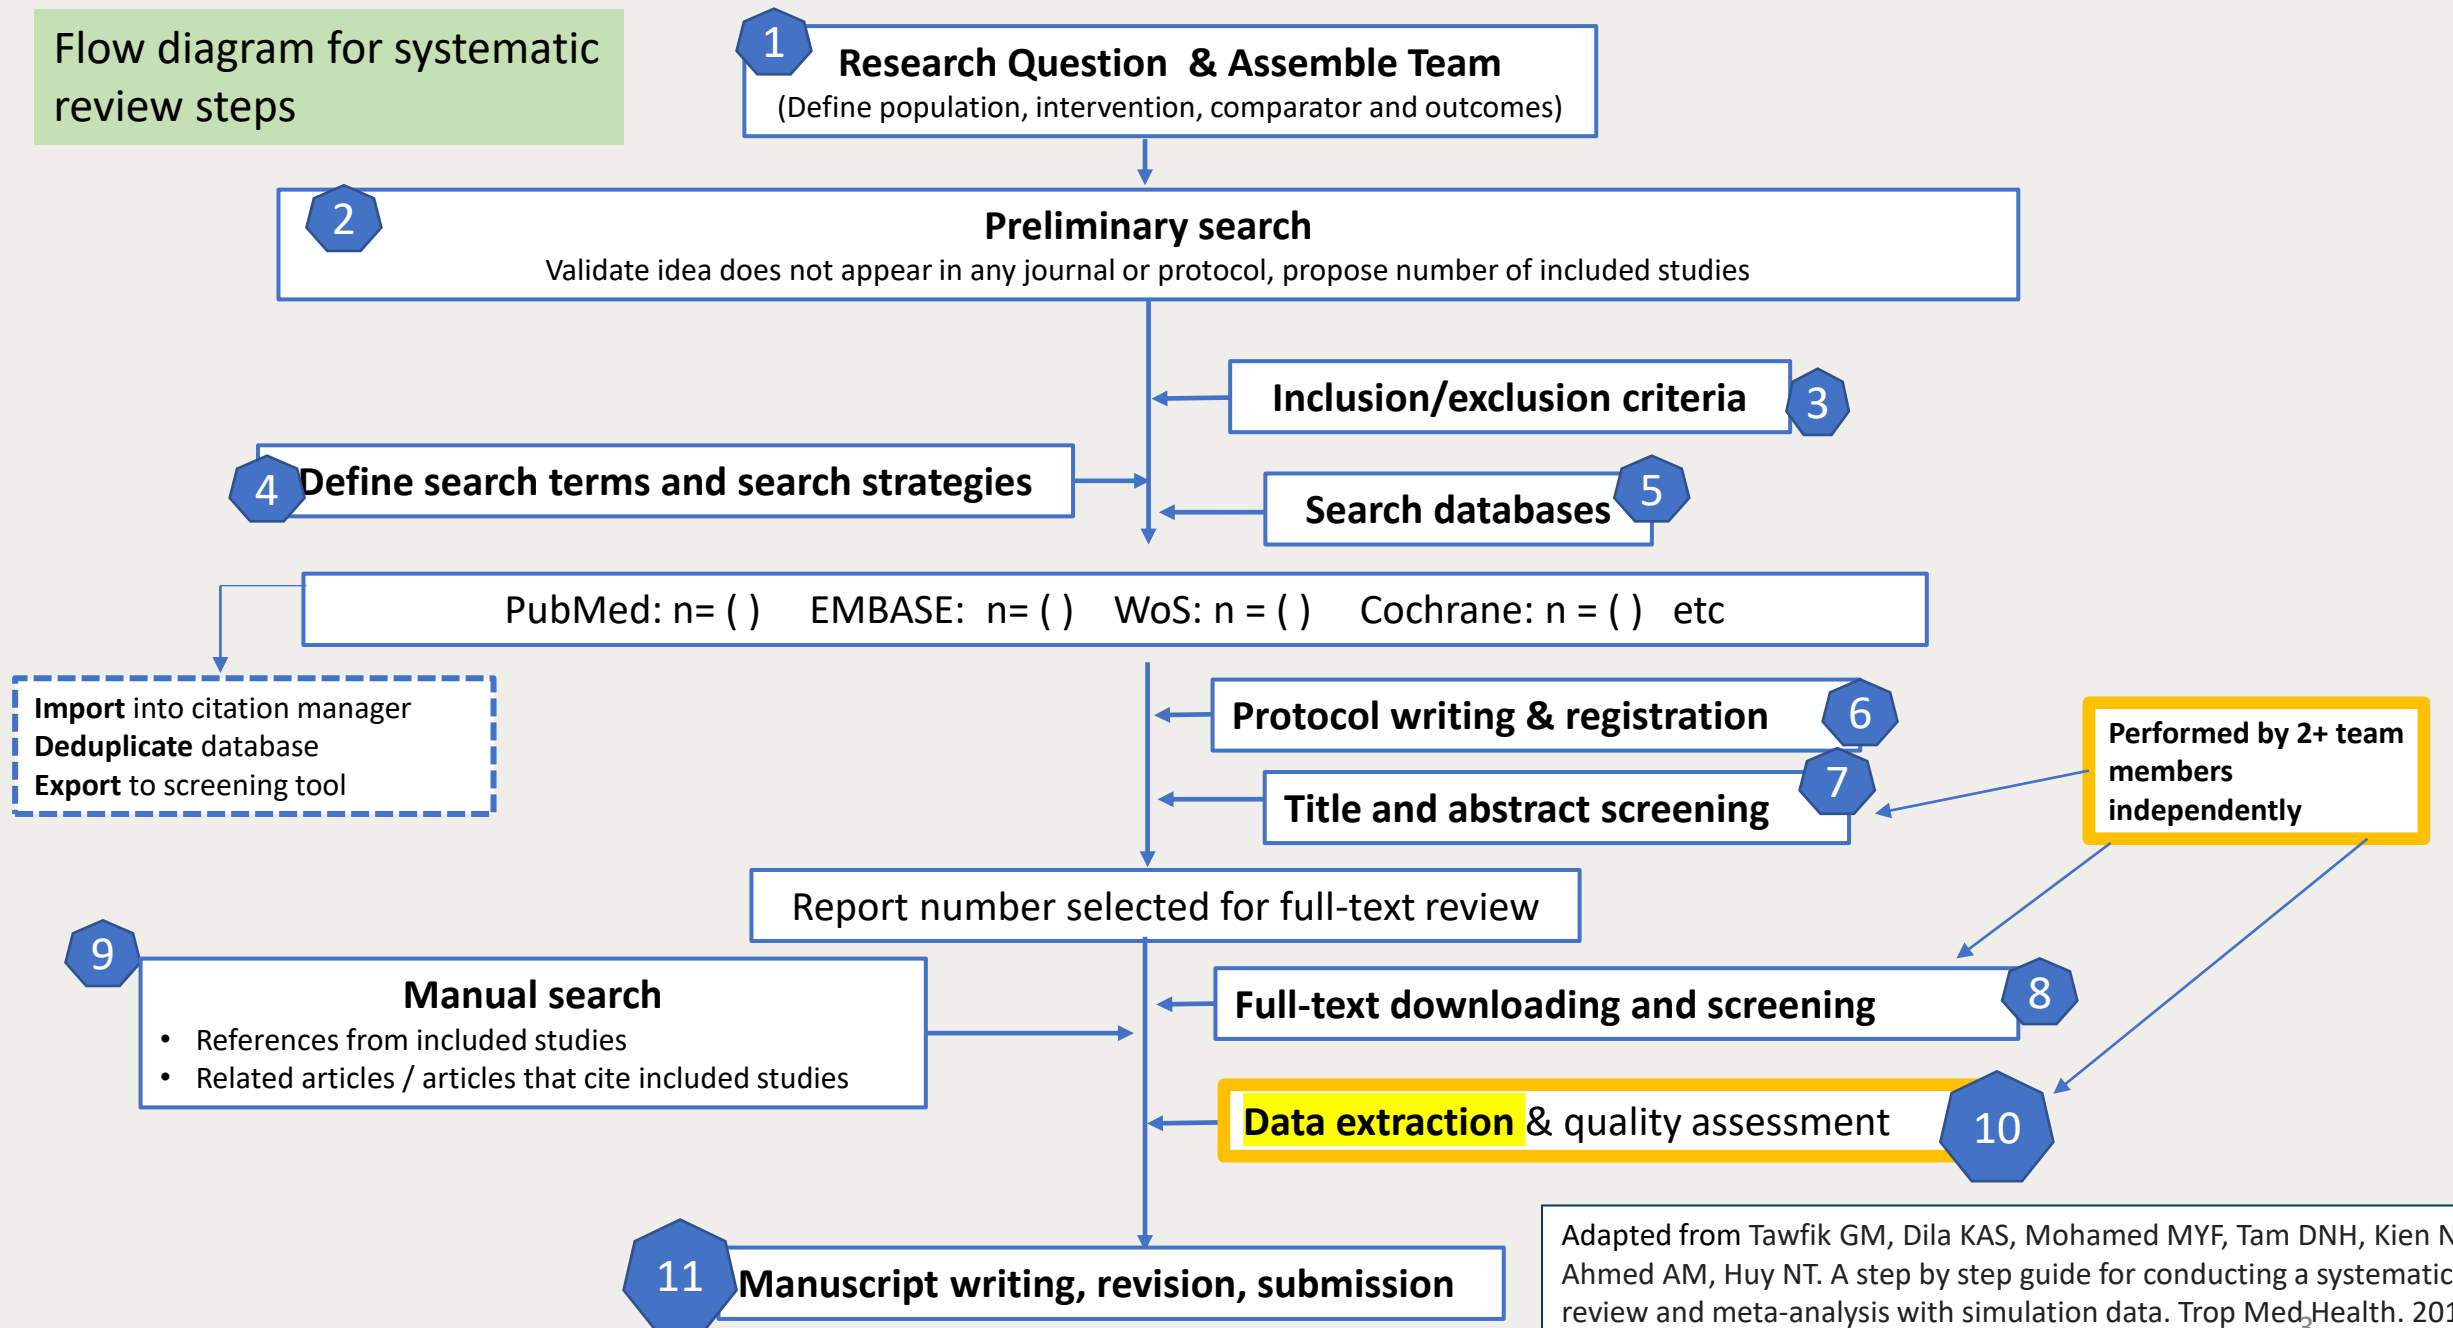 Flow diagram for systematic
review steps
1
Research Question & Assemble Team
(Define population, intervention, comparator and outcomes)
2
Preliminary search
Validate idea does not appear in any journal or protocol, propose number of included studies
Inclusion/exclusion criteria
3
4
Define search terms and search strategies
5
Search databases
PubMed: n= ( ) EMBASE: n= ( ) WoS: n = ( ) Cochrane: n = ( ) etc
Import into citation manager
Deduplicate database
Export to screening tool
Protocol writing & registration
6
7
Title and abstract screening
Performed by 2+ team
members
independently
Report number selected for full-text review
9
Manual search
• References from included studies
• Related articles / articles that cite included studies
Full-text downloading and screening
8
Data extraction & quality assessment
10
11
Manuscript writing, revision, submission
Adapted from Tawfik GM, Dila KAS, Mohamed MYF, Tam DNH, Kien N
Ahmed AM, Huy NT. A step by step guide for conducting a systematic
review and meta-analysis with simulation data. Trop Med Health. 201
3